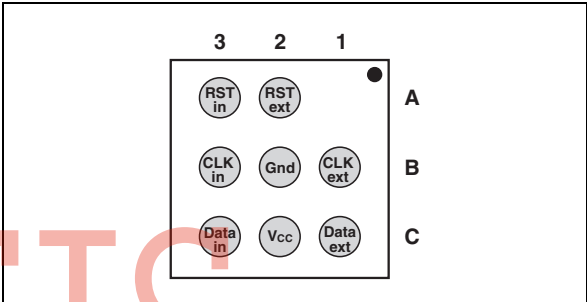 3 2 1
RST in RST ext A
CLK in Gnd CLK ext B
Data in Vcc Data ext C